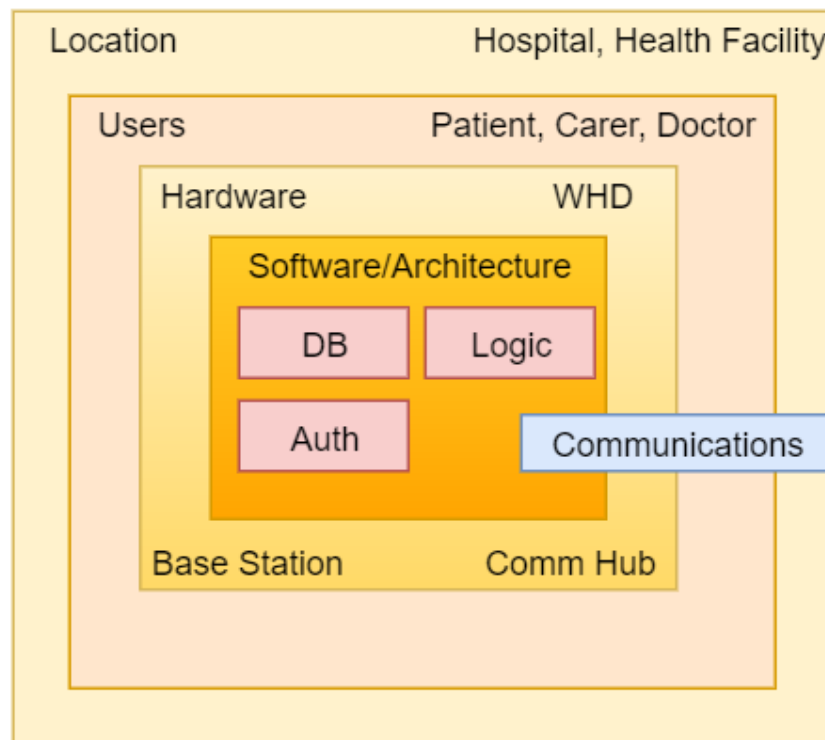 Location Hospital, Health Facility
Users Patient, Carer, Doctor
Hardware WHD
Software/Architecture
DB Logic
Auth
Communications
Base Station Comm Hub